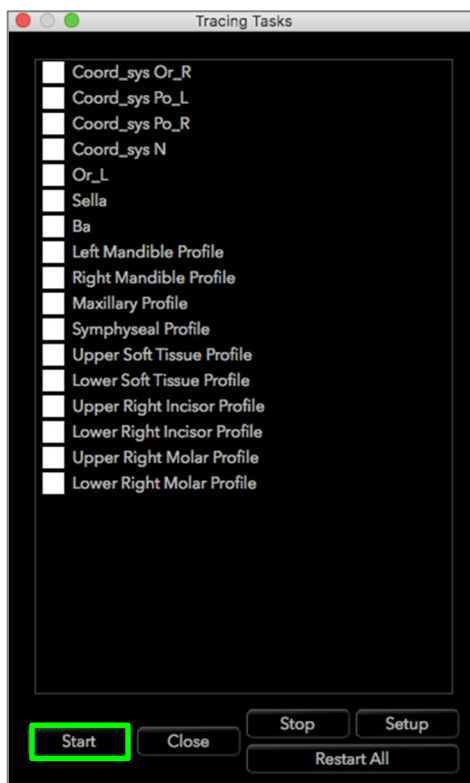 Tracing Tasks
Coord_sys Or_R
Coord_sys Po_L
Coord_sys Po_R
Coord_sys N
Or_L
Sella
Ba
Left Mandible Profile
Right Mandible Profile
Maxillary Profile
Symphyseal Profile
Upper Soft Tissue Profile
Lower Soft Tissue Profile
Upper Right Incisor Profile
Lower Right Incisor Profile
Upper Right Molar Profile
Lower Right Molar Profile
Stop Setup
Start Close
Restart All